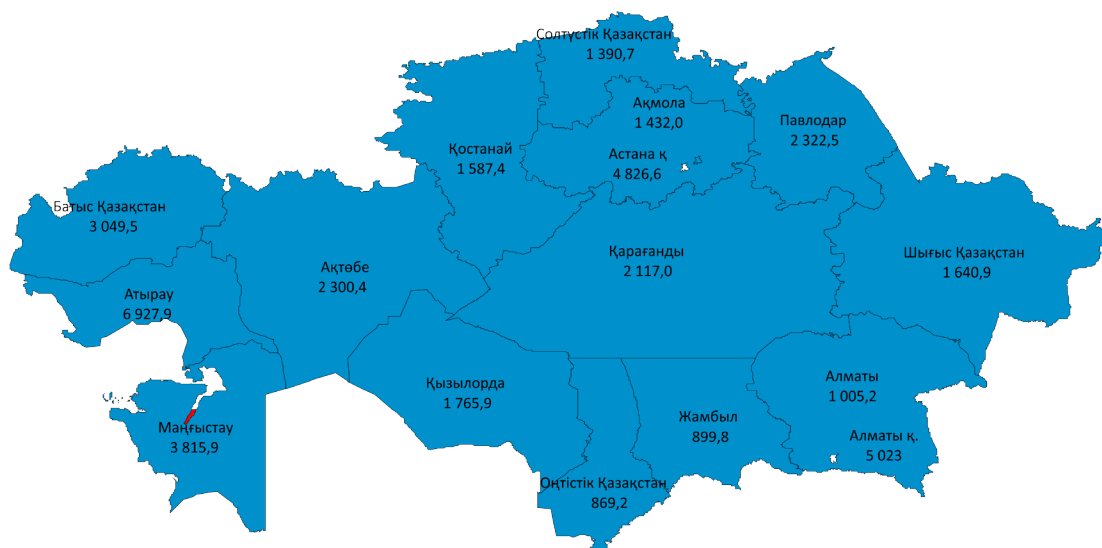 Солтүстік Қазақстан
1 390,7
Ақмола
1 432,0
Астана қ
4 826,6
Павлодар
2 322,5
Қостанай
1 587,4
Батыс Қазақстан
3 049,5
Ақтөбе
2 300,4
Қарағанды
2 117,0
Шығыс Қазақстан
1 640,9
Атырау
6 927,9
Қызылорда
1 765,9
Алматы
1 005,2
Жамбыл
899,8
Алматы қ.
5 023
Маңғыстау
3 815,9
Оңтістік Қазақстан
869,2